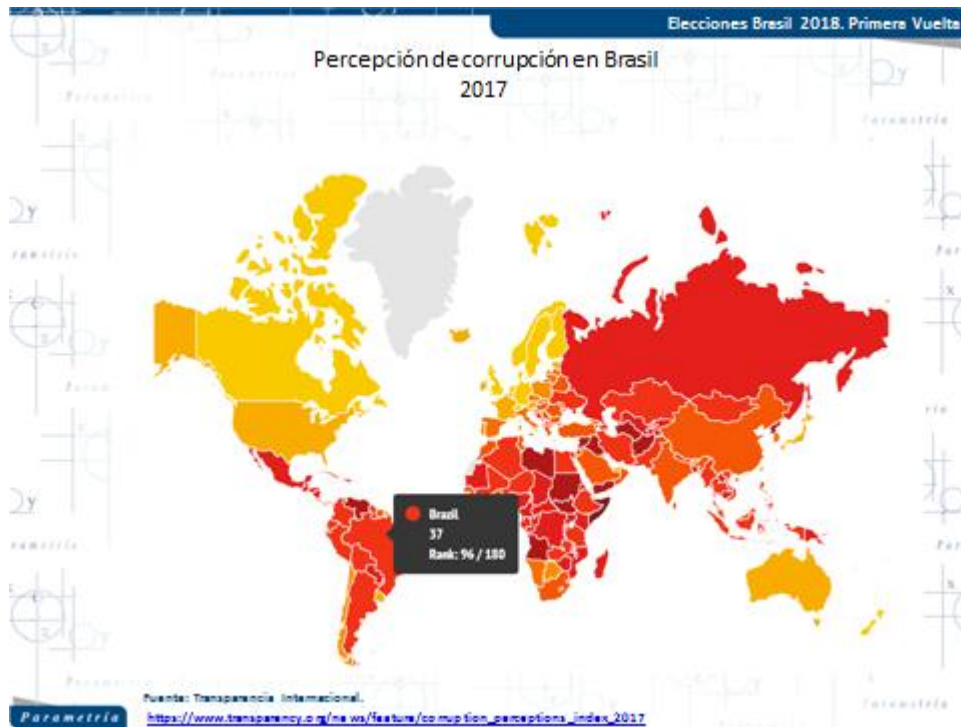 Elecciones Brasil 2018. Primera Vuelta
Percepción de corrupción en Brasil
2017
Brazil
37
Rank: 96 / 180
Fuente: Transparencia Internacional.
https://www.transparency.org/news/feature/corruption_perceptions_index_2017
Parametría